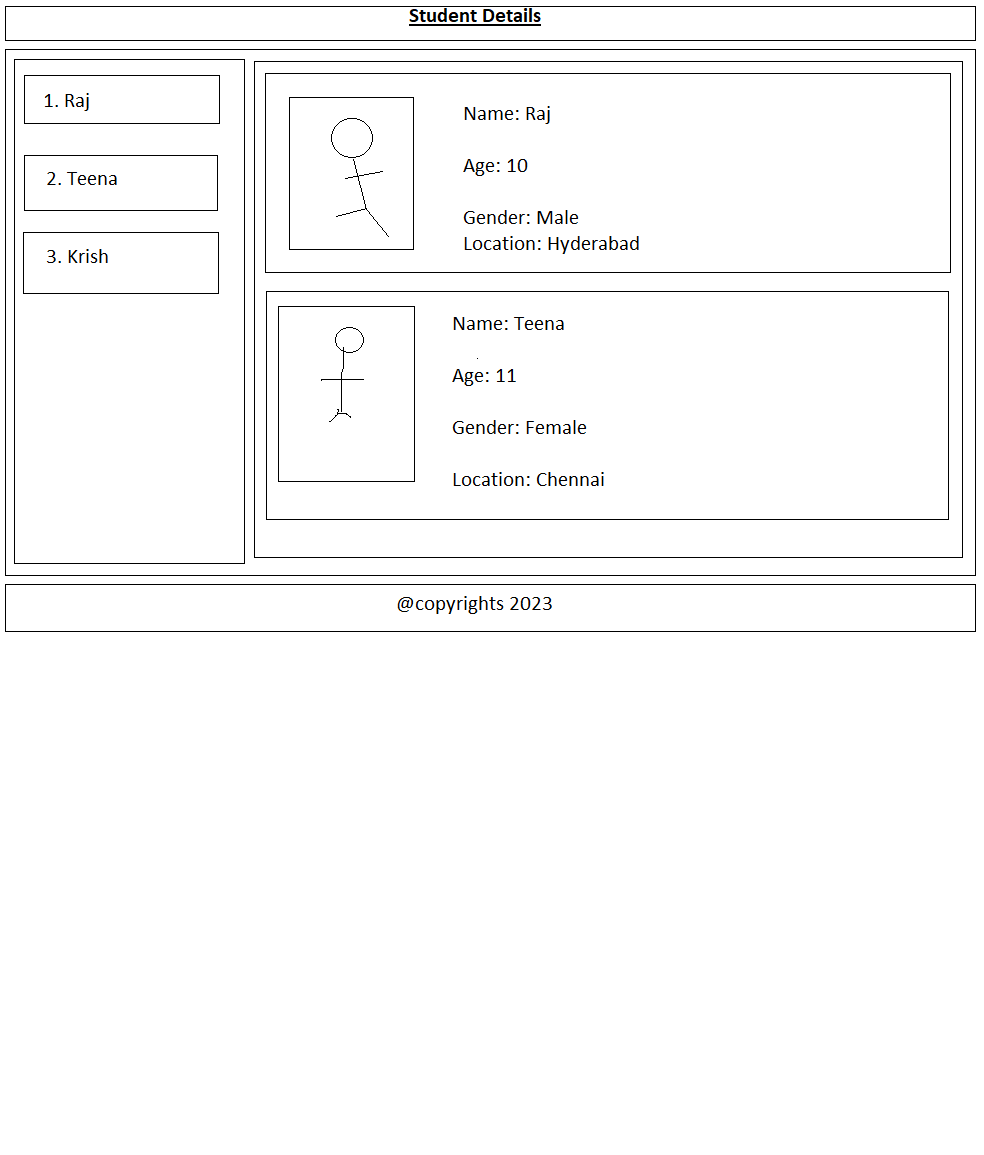 Student Details
1. Raj
2. Teena
3. Krish
Name: Raj
Age: 10
Gender: Male
Location: Hyderabad
Name: Teena
Age: 11
Gender: Female
Location: Chennai
@copyrights 2023